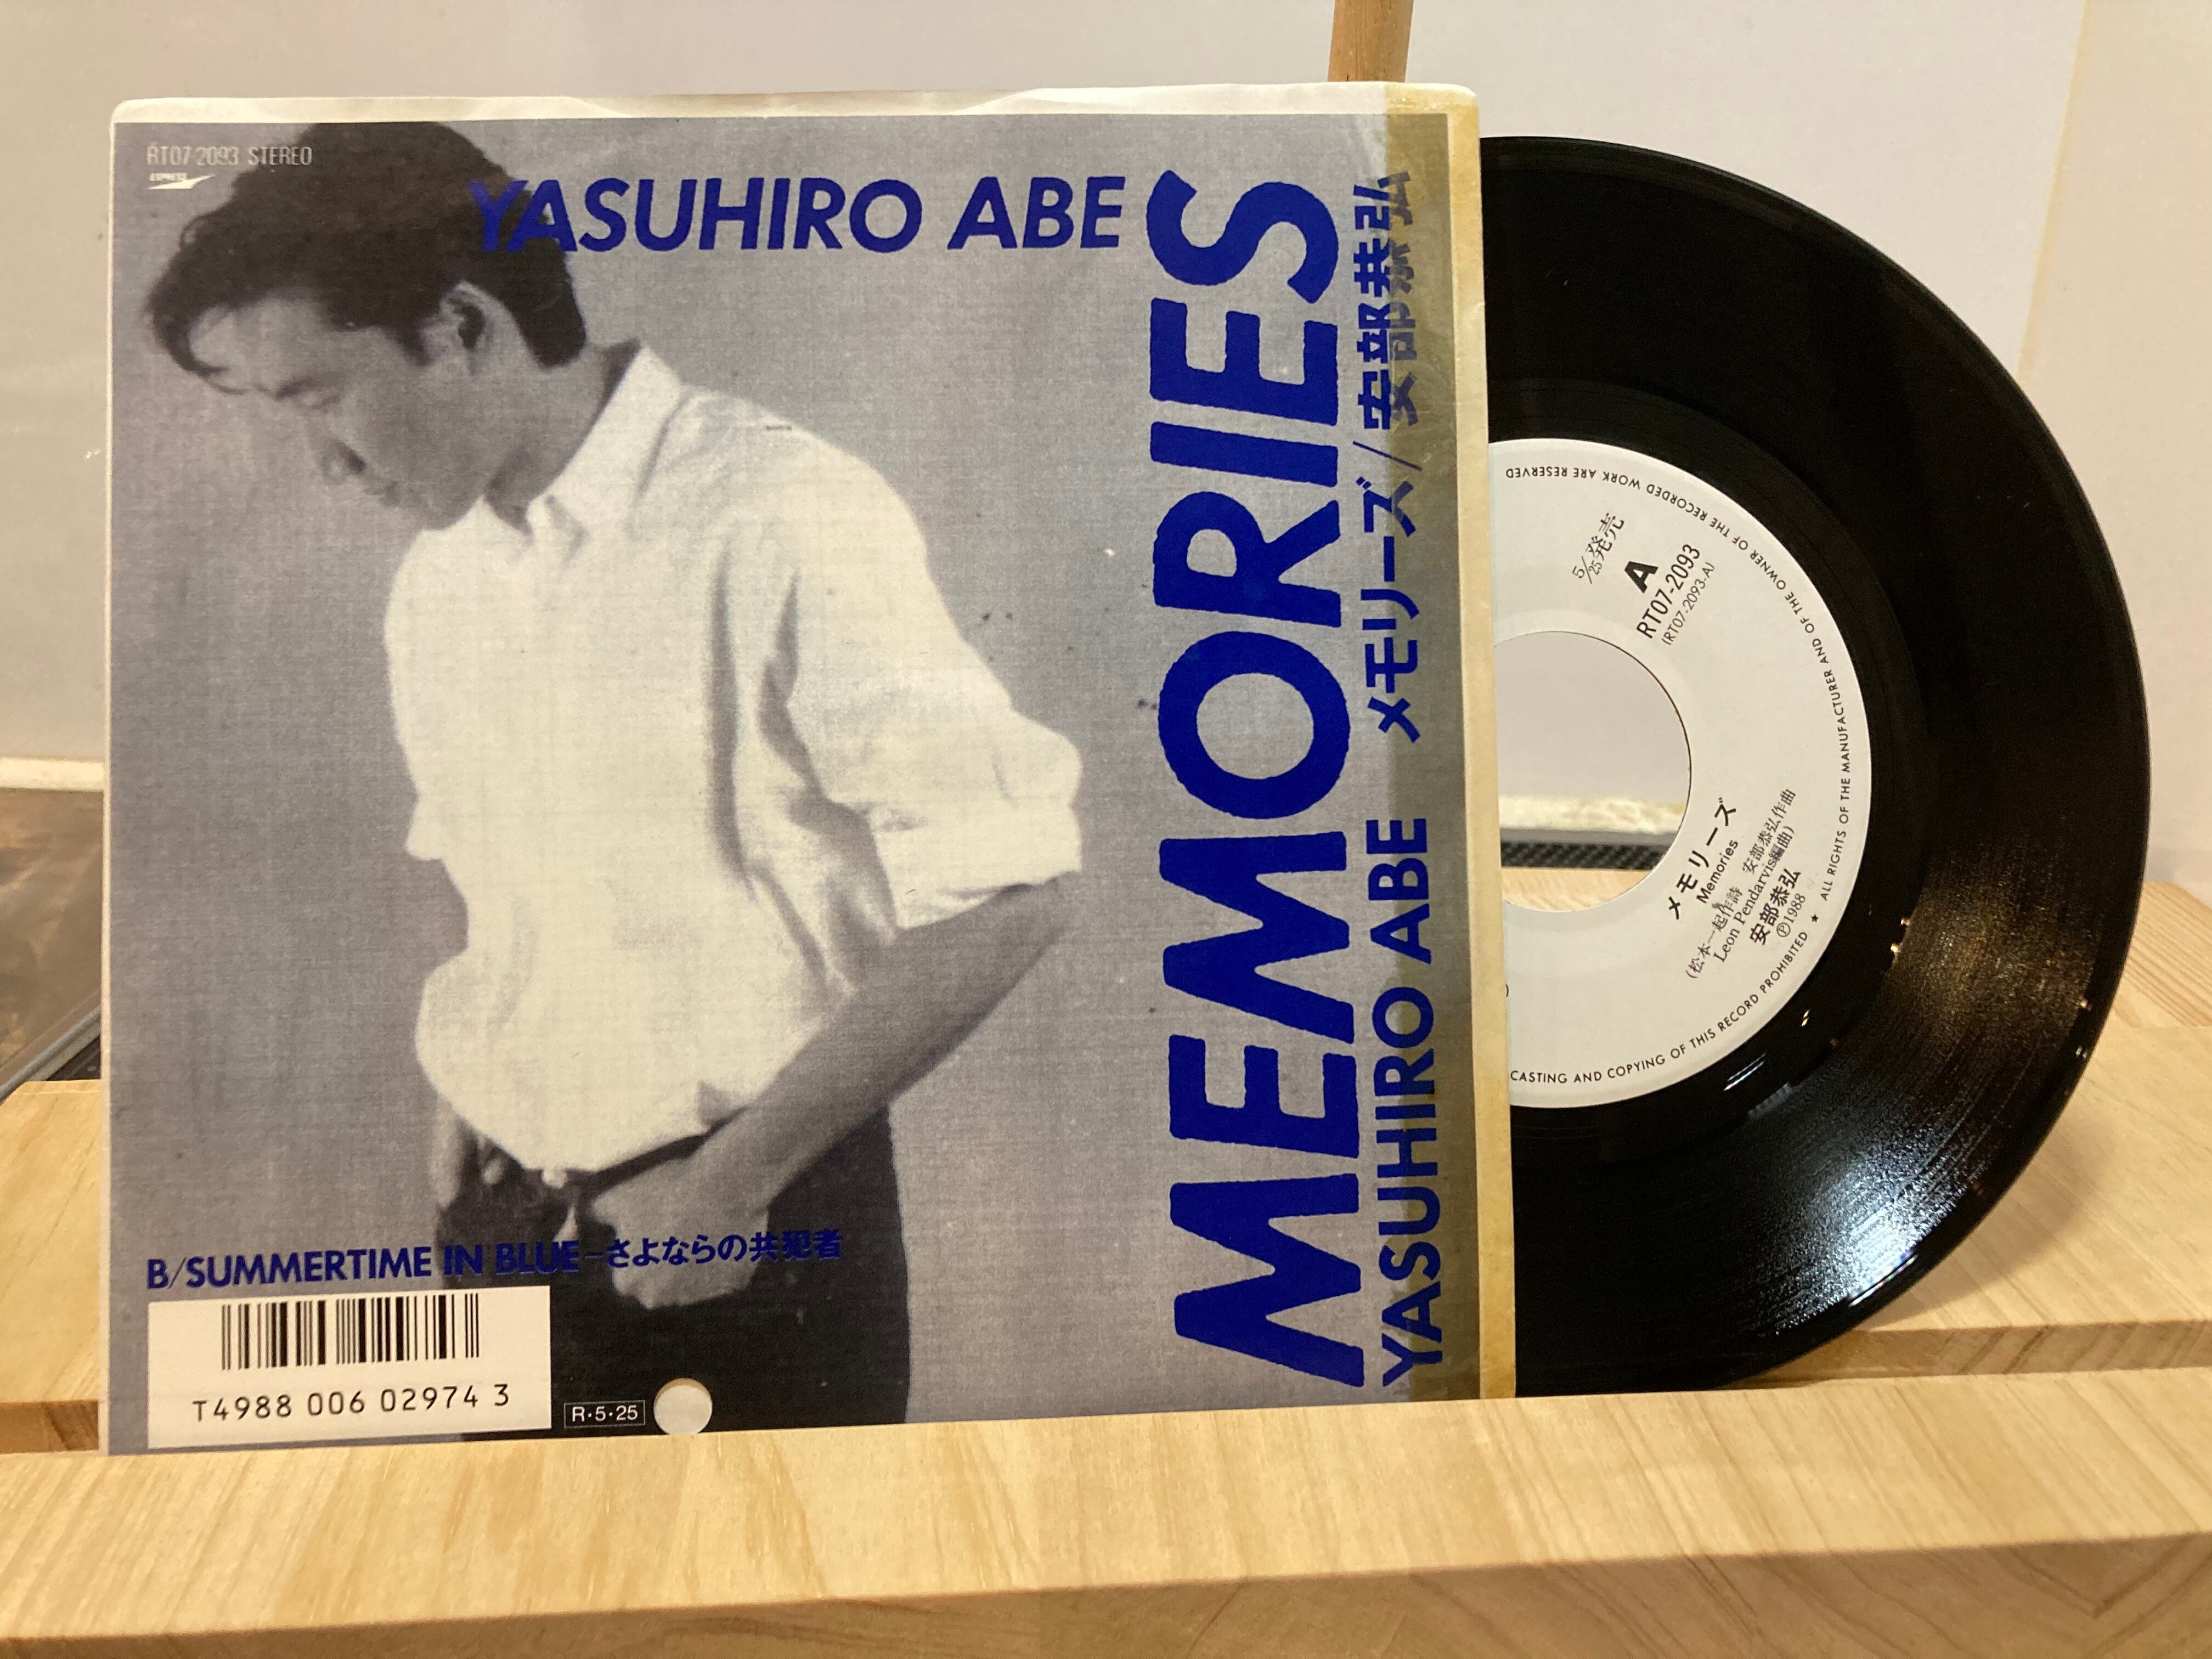 RT07-2093 STEREO
EXPRESS
YASUHIRO ABE
MEMORIES
メモリーズ/安部恭弘
YASUHIRO ABE
B/SUMMERTIME IN BLUE–さよならの共犯者
T4988 006 02974 3
R・5・25
5/25発売
A
RT07-2093
(RT07-2093-A)
メモリーズ
Memories
(松本一起作詩 安部恭弘作曲
Leon Pendarvis編曲)
安部恭弘
Ⓟ1988
ALL RIGHTS OF THE MANUFACTURER AND OF THE OWNER OF THE RECORDED WORK ARE RESERVED
CASTING AND COPYING OF THIS RECORD PROHIBITED ★